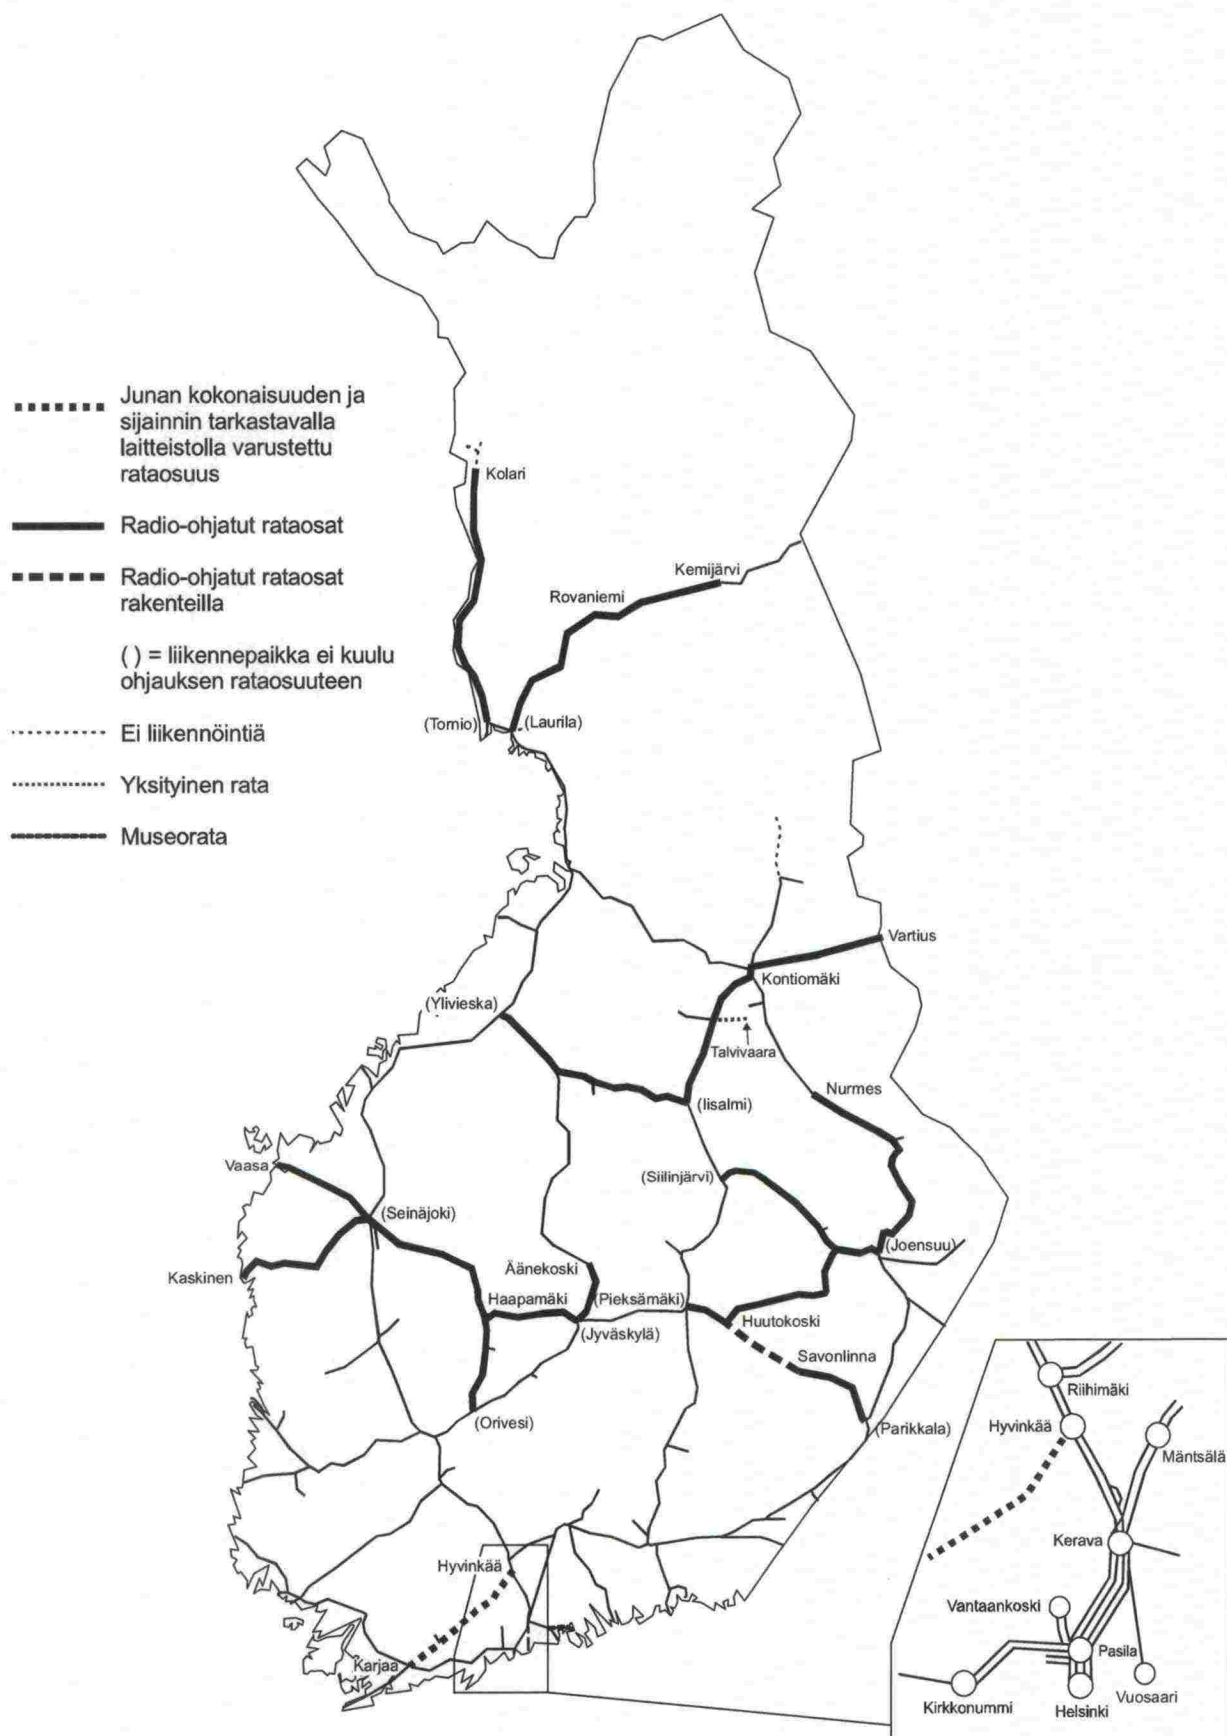 Junan kokonaisuuden ja
sijainnin tarkastavalla
laitteistolla varustettu
rataosuus
Radio-ohjatut rataosat
Radio-ohjatut rataosat
rakenteilla
( ) = liikennepaikka ei kuulu
ohjauksen rataosuuteen
Ei liikennöintiä
Yksityinen rata
Museorata
Kolari
Kemijärvi
Rovaniemi
(Tornio)
(Laurila)
Vartius
Kontiomäki
(Ylivieska)
Talvivaara
Nurmes
(Iisalmi)
Vaasa
(Siilinjärvi)
(Seinäjoki)
(Joensuu)
Kaskinen
Äänekoski
Haapamäki
(Pieksämäki)
Huutokoski
(Jyväskylä)
Savonlinna
(Orivesi)
(Parikkala)
Hyvinkää
Karjaa
Riihimäki
Hyvinkää
Mäntsälä
Kerava
Vantaankoski
Pasila
Kirkkonummi
Helsinki
Vuosaari